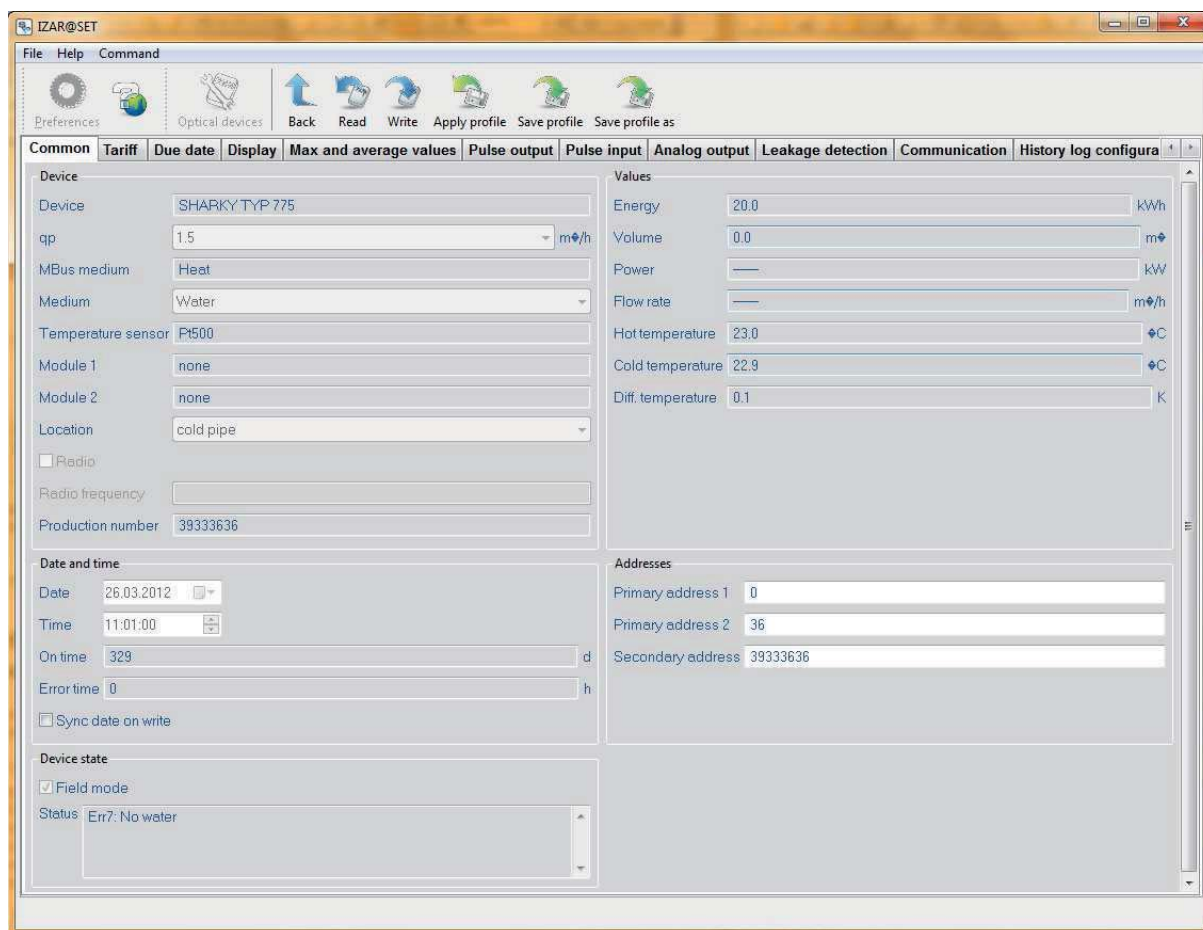 IZAR@SET
File Help Command
Preferences Optical devices Back Read Write Apply profile Save profile Save profile as
Common Tariff Due date Display Max and average values Pulse output Pulse input Analog output Leakage detection Communication History log configura
Device
Device SHARKY TYP 775
qp 1.5 m�/h
MBus medium Heat
Medium Water
Temperature sensor Pt500
Module 1 none
Module 2 none
Location cold pipe
Radio
Radio frequency
Production number 39333636
Values
Energy 20.0 kWh
Volume 0.0 m�
Power ── kW
Flow rate ── m�/h
Hot temperature 23.0 �C
Cold temperature 22.9 �C
Diff. temperature 0.1 K
Date and time
Date 26.03.2012
Time 11:01:00
On time 329 d
Error time 0 h
Sync date on write
Addresses
Primary address 1 0
Primary address 2 36
Secondary address 39333636
Device state
Field mode
Status Err7: No water